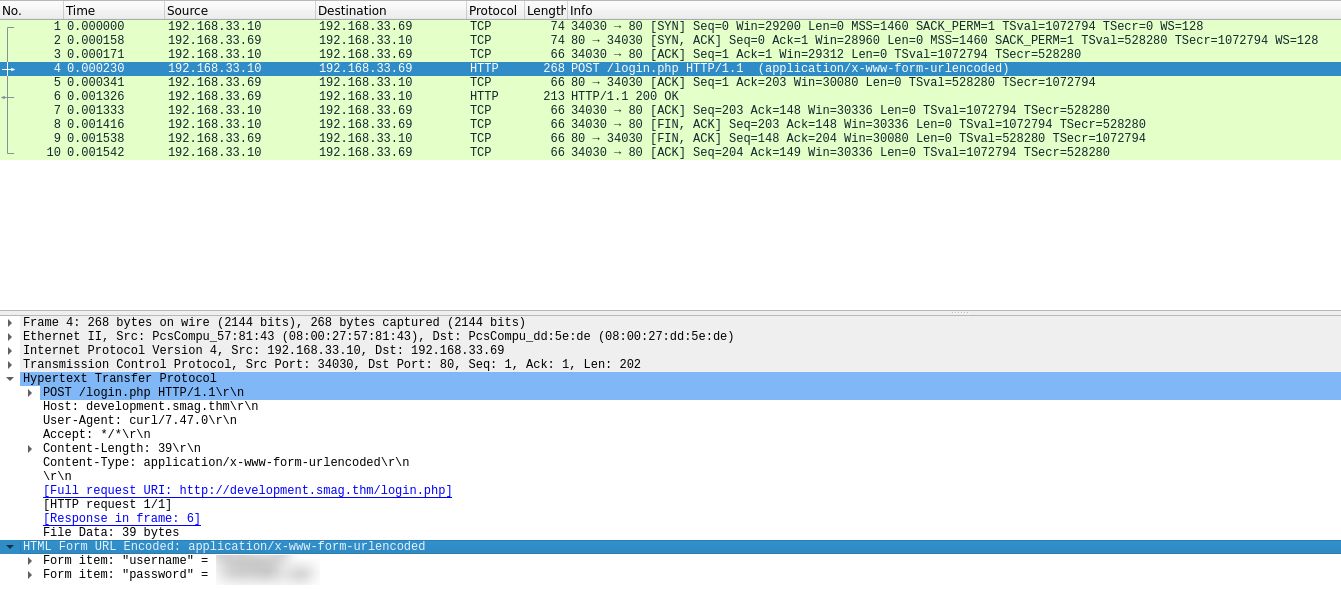 No. Time Source Destination Protocol Length Info
1 0.000000 192.168.33.10 192.168.33.69 TCP 74 34030 → 80 [SYN] Seq=0 Win=29200 Len=0 MSS=1460 SACK_PERM=1 TSval=1072794 TSecr=0 WS=128
2 0.000158 192.168.33.69 192.168.33.10 TCP 74 80 → 34030 [SYN, ACK] Seq=0 Ack=1 Win=28960 Len=0 MSS=1460 SACK_PERM=1 TSval=528280 TSecr=1072794 WS=128
3 0.000171 192.168.33.10 192.168.33.69 TCP 66 34030 → 80 [ACK] Seq=1 Ack=1 Win=29312 Len=0 TSval=1072794 TSecr=528280
4 0.000230 192.168.33.10 192.168.33.69 HTTP 268 POST /login.php HTTP/1.1 (application/x-www-form-urlencoded)
5 0.000341 192.168.33.69 192.168.33.10 TCP 66 80 → 34030 [ACK] Seq=1 Ack=203 Win=30080 Len=0 TSval=528280 TSecr=1072794
6 0.001326 192.168.33.69 192.168.33.10 HTTP 213 HTTP/1.1 200 OK
7 0.001333 192.168.33.10 192.168.33.69 TCP 66 34030 → 80 [ACK] Seq=203 Ack=148 Win=30336 Len=0 TSval=1072794 TSecr=528280
8 0.001416 192.168.33.10 192.168.33.69 TCP 66 34030 → 80 [FIN, ACK] Seq=203 Ack=148 Win=30336 Len=0 TSval=1072794 TSecr=528280
9 0.001538 192.168.33.69 192.168.33.10 TCP 66 80 → 34030 [FIN, ACK] Seq=148 Ack=204 Win=30080 Len=0 TSval=528280 TSecr=1072794
10 0.001542 192.168.33.10 192.168.33.69 TCP 66 34030 → 80 [ACK] Seq=204 Ack=149 Win=30336 Len=0 TSval=1072794 TSecr=528280
Frame 4: 268 bytes on wire (2144 bits), 268 bytes captured (2144 bits)
Ethernet II, Src: PcsCompu_57:81:43 (08:00:27:57:81:43), Dst: PcsCompu_dd:5e:de (08:00:27:dd:5e:de)
Internet Protocol Version 4, Src: 192.168.33.10, Dst: 192.168.33.69
Transmission Control Protocol, Src Port: 34030, Dst Port: 80, Seq: 1, Ack: 1, Len: 202
Hypertext Transfer Protocol
POST /login.php HTTP/1.1\r\n
Host: development.smag.thm\r\n
User-Agent: curl/7.47.0\r\n
Accept: */*\r\n
Content-Length: 39\r\n
Content-Type: application/x-www-form-urlencoded\r\n
\r\n
[Full request URI: http://development.smag.thm/login.php]
[HTTP request 1/1]
[Response in frame: 6]
File Data: 39 bytes
HTML Form URL Encoded: application/x-www-form-urlencoded
Form item: "username" =
Form item: "password" =